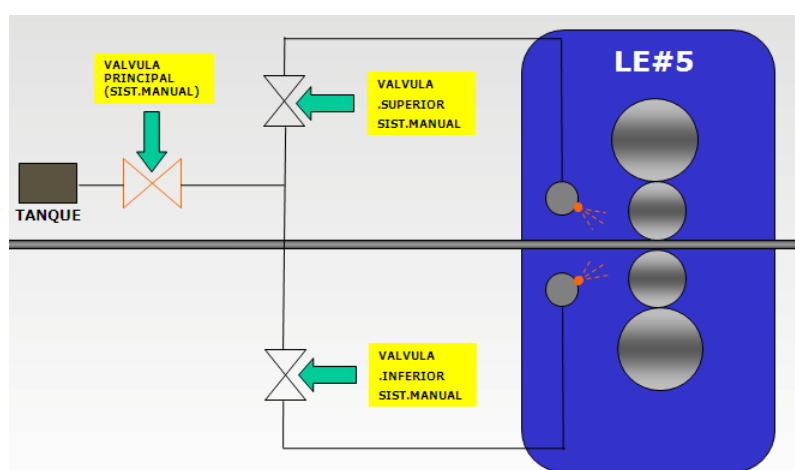 LE#5
VALVULA
PRINCIPAL
(SIST.MANUAL)
VALVULA
.SUPERIOR
SIST.MANUAL
TANQUE
VALVULA
.INFERIOR
SIST.MANUAL